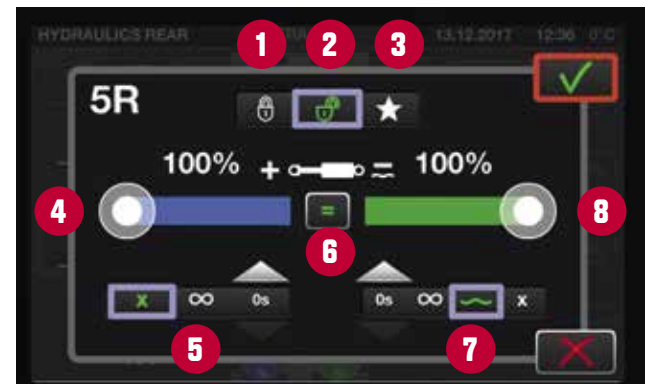 HYDRAULICS REAR 13.12.2017 12:36 0°C
1 2 3
5R
100% + = 100%
4 = 8
6
X ∞ 0s 0s ∞ X
5 7